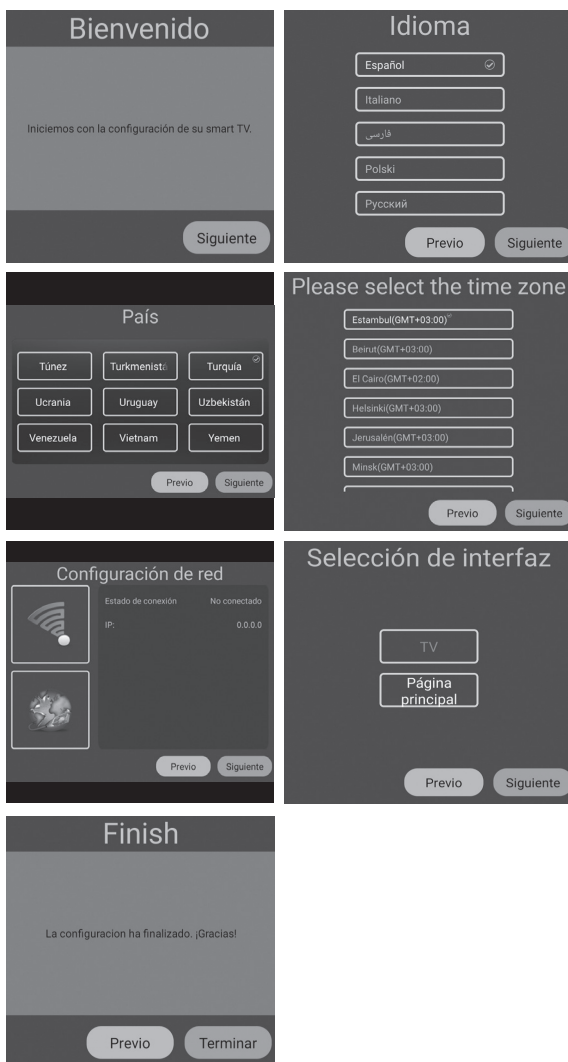 Bienvenido
Iniciemos con la configuración de su smart TV.
Siguiente
Idioma
Español
Italiano
فارسی
Polski
Русский
Previo Siguiente
País
Túnez Turkmenistá Turquía
Ucrania Uruguay Uzbekistán
Venezuela Vietnam Yemen
Previo Siguiente
Please select the time zone
Estambul(GMT+03:00)
Beirut(GMT+03:00)
El Cairo(GMT+02:00)
Helsinki(GMT+03:00)
Jerusalén(GMT+03:00)
Minsk(GMT+03:00)
Previo Siguiente
Configuración de red
Estado de conexión No conectado
IP: 0.0.0.0
Previo Siguiente
Selección de interfaz
TV
Página
principal
Previo Siguiente
Finish
La configuracion ha finalizado. ¡Gracias!
Previo Terminar